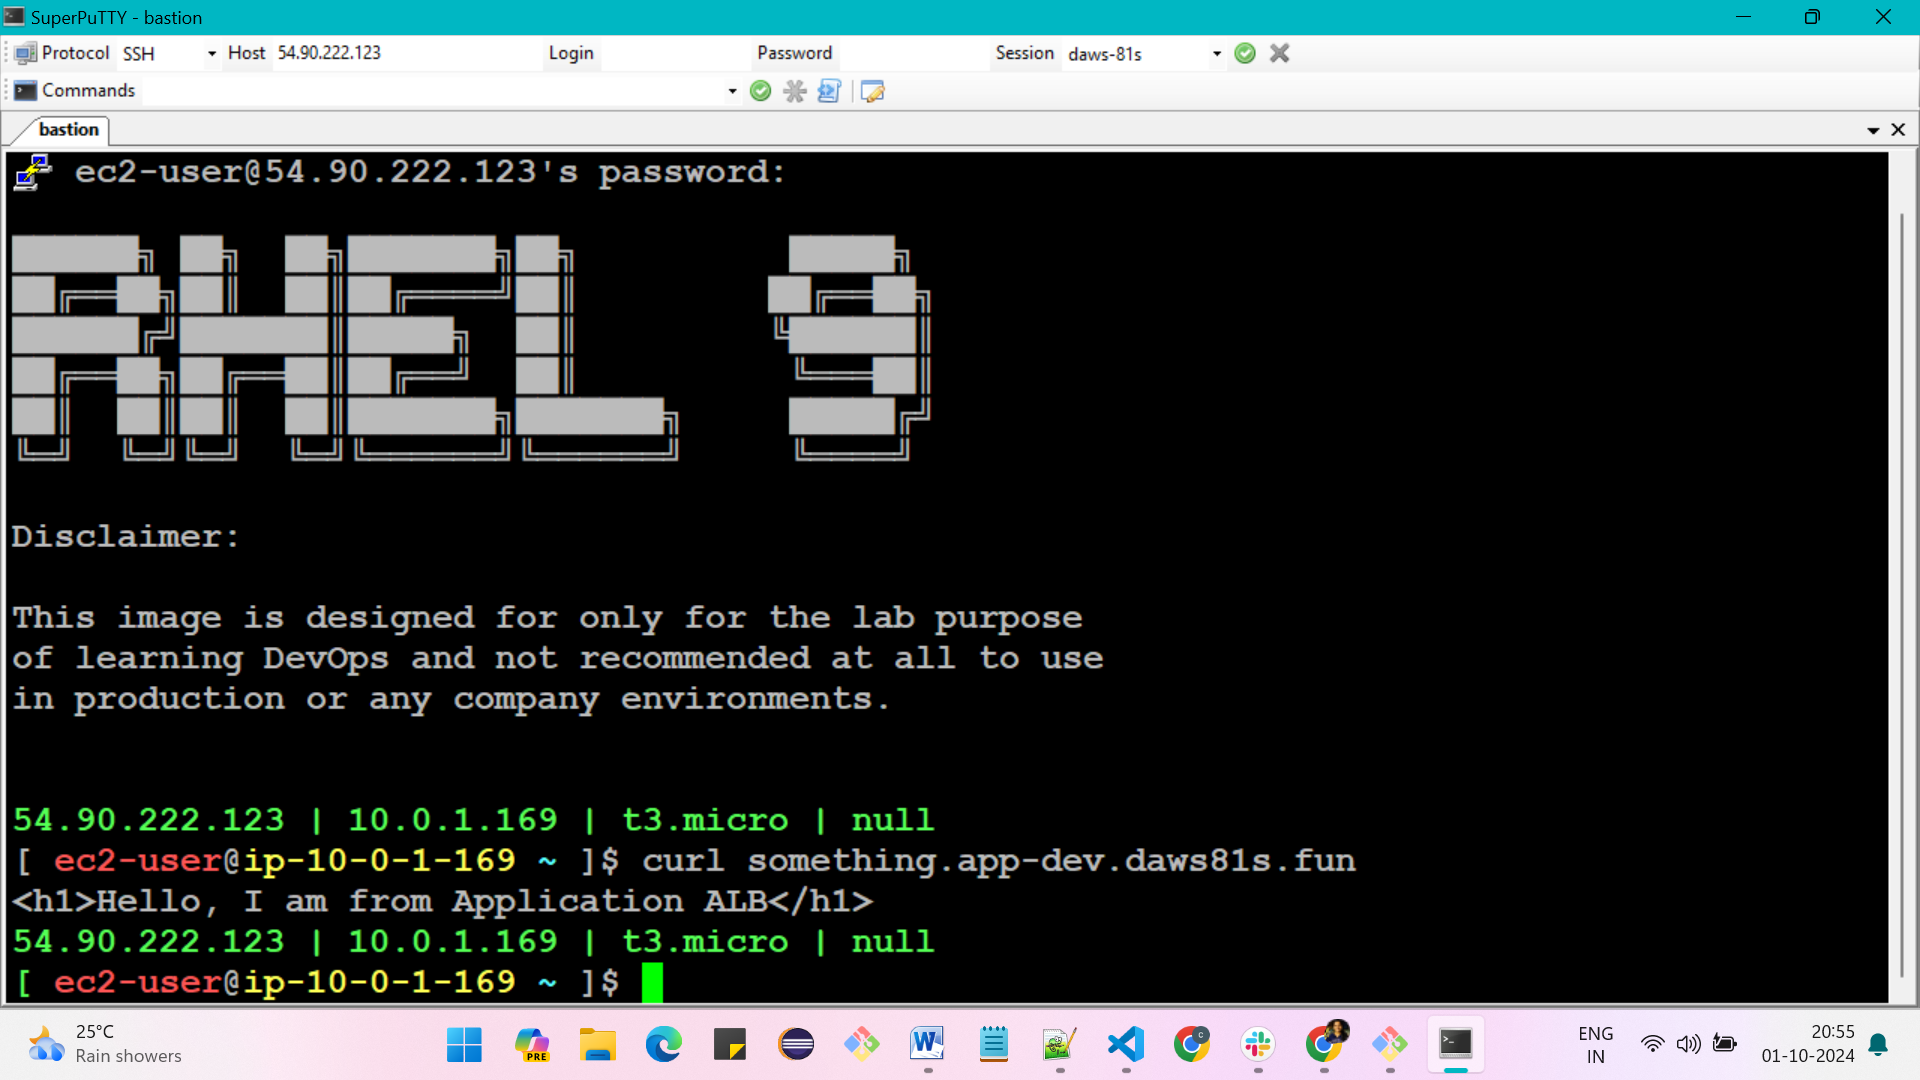 SuperPuTTY - bastion
Protocol SSH Host 54.90.222.123 Login Password Session daws-81s
Commands
bastion
ec2-user@54.90.222.123's password:
RHEL 9
Disclaimer:
This image is designed for only for the lab purpose
of learning DevOps and not recommended at all to use
in production or any company environments.
54.90.222.123 | 10.0.1.169 | t3.micro | null
[ ec2-user@ip-10-0-1-169 ~ ]$ curl something.app-dev.daws81s.fun
<h1>Hello, I am from Application ALB</h1>
54.90.222.123 | 10.0.1.169 | t3.micro | null
[ ec2-user@ip-10-0-1-169 ~ ]$
25°C
Rain showers
PRE
ENG
IN
20:55
01-10-2024